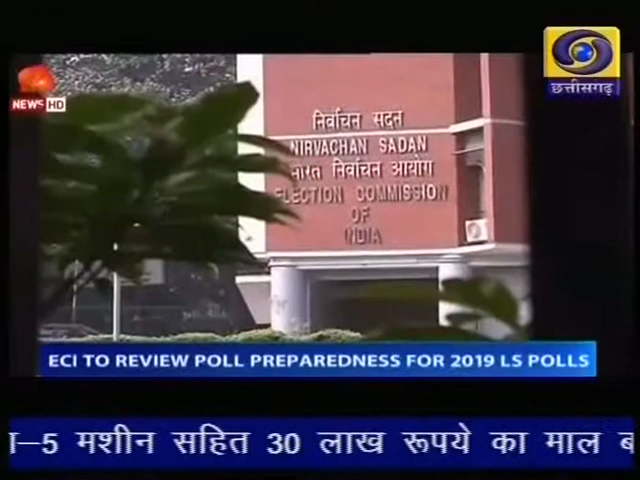 NEWS HD
छत्तीसगढ़
निर्वाचन सदन
NIRVACHAN SADAN
भारत निर्वाचन आयोग
ELECTION COMMISSION
OF
INDIA
ECI TO REVIEW POLL PREPAREDNESS FOR 2019 LS POLLS
–5 मशीन सहित 30 लाख रूपये का माल